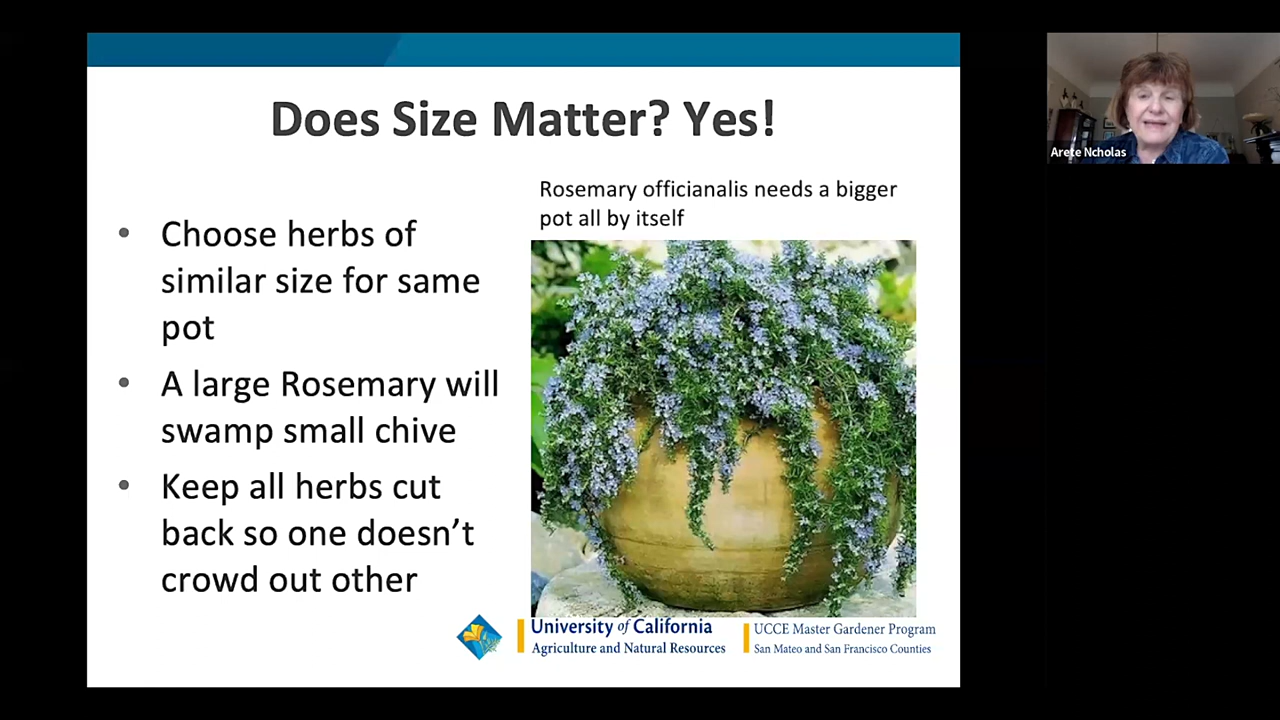 Does Size Matter? Yes!
Rosemary officianalis needs a bigger
pot all by itself
• Choose herbs of
similar size for same
pot
• A large Rosemary will
swamp small chive
• Keep all herbs cut
back so one doesn’t
crowd out other
University of California
Agriculture and Natural Resources
UCCE Master Gardener Program
San Mateo and San Francisco Counties
Arete Ncholas